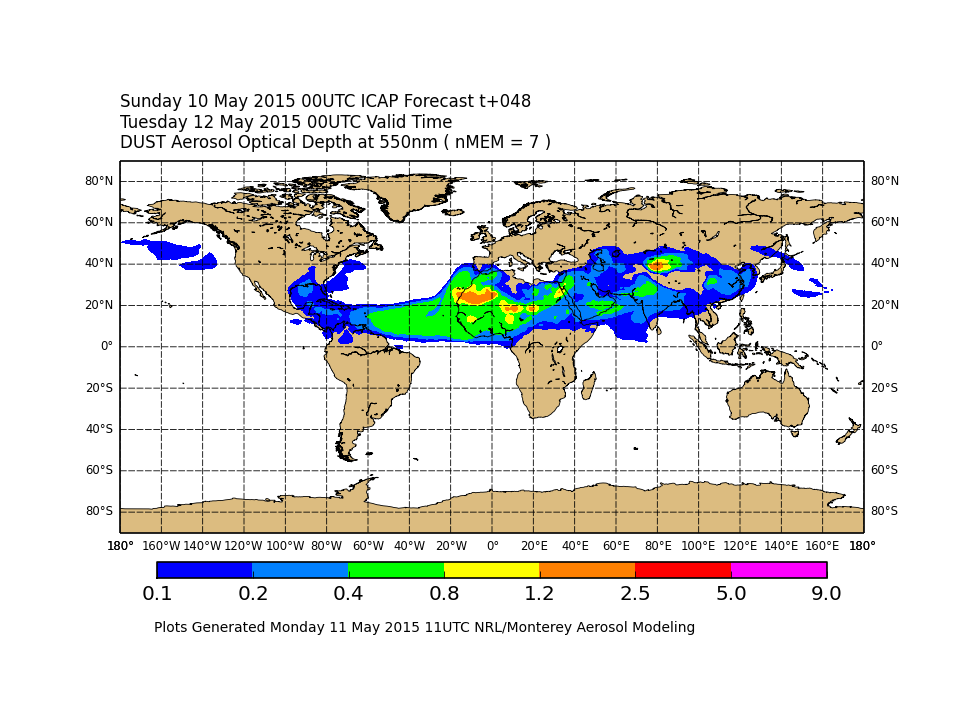 Sunday 10 May 2015 00UTC ICAP Forecast t+048
Tuesday 12 May 2015 00UTC Valid Time
DUST Aerosol Optical Depth at 550nm ( nMEM = 7 )
80°N 80°N
60°N 60°N
40°N 40°N
20°N 20°N
0° 0°
20°S 20°S
40°S 40°S
60°S 60°S
80°S 80°S
180° 160°W 140°W 120°W 100°W 80°W 60°W 40°W 20°W 0° 20°E 40°E 60°E 80°E 100°E 120°E 140°E 160°E 180°
0.1 0.2 0.4 0.8 1.2 2.5 5.0 9.0
Plots Generated Monday 11 May 2015 11UTC NRL/Monterey Aerosol Modeling